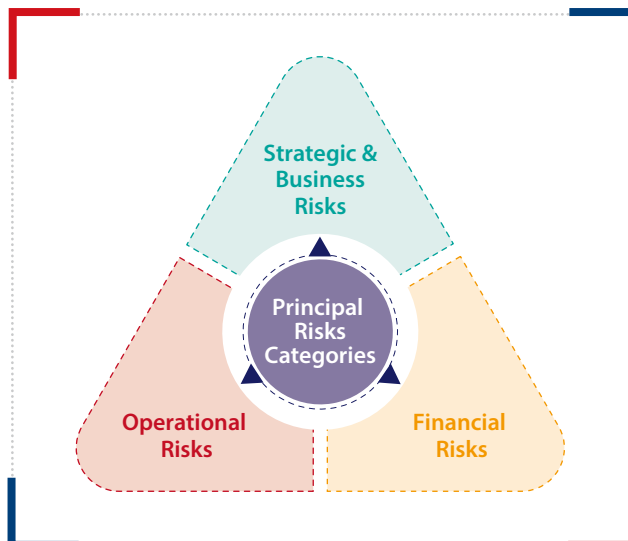 Strategic &
Business
Risks
Principal
Risks
Categories
Operational
Risks
Financial
Risks